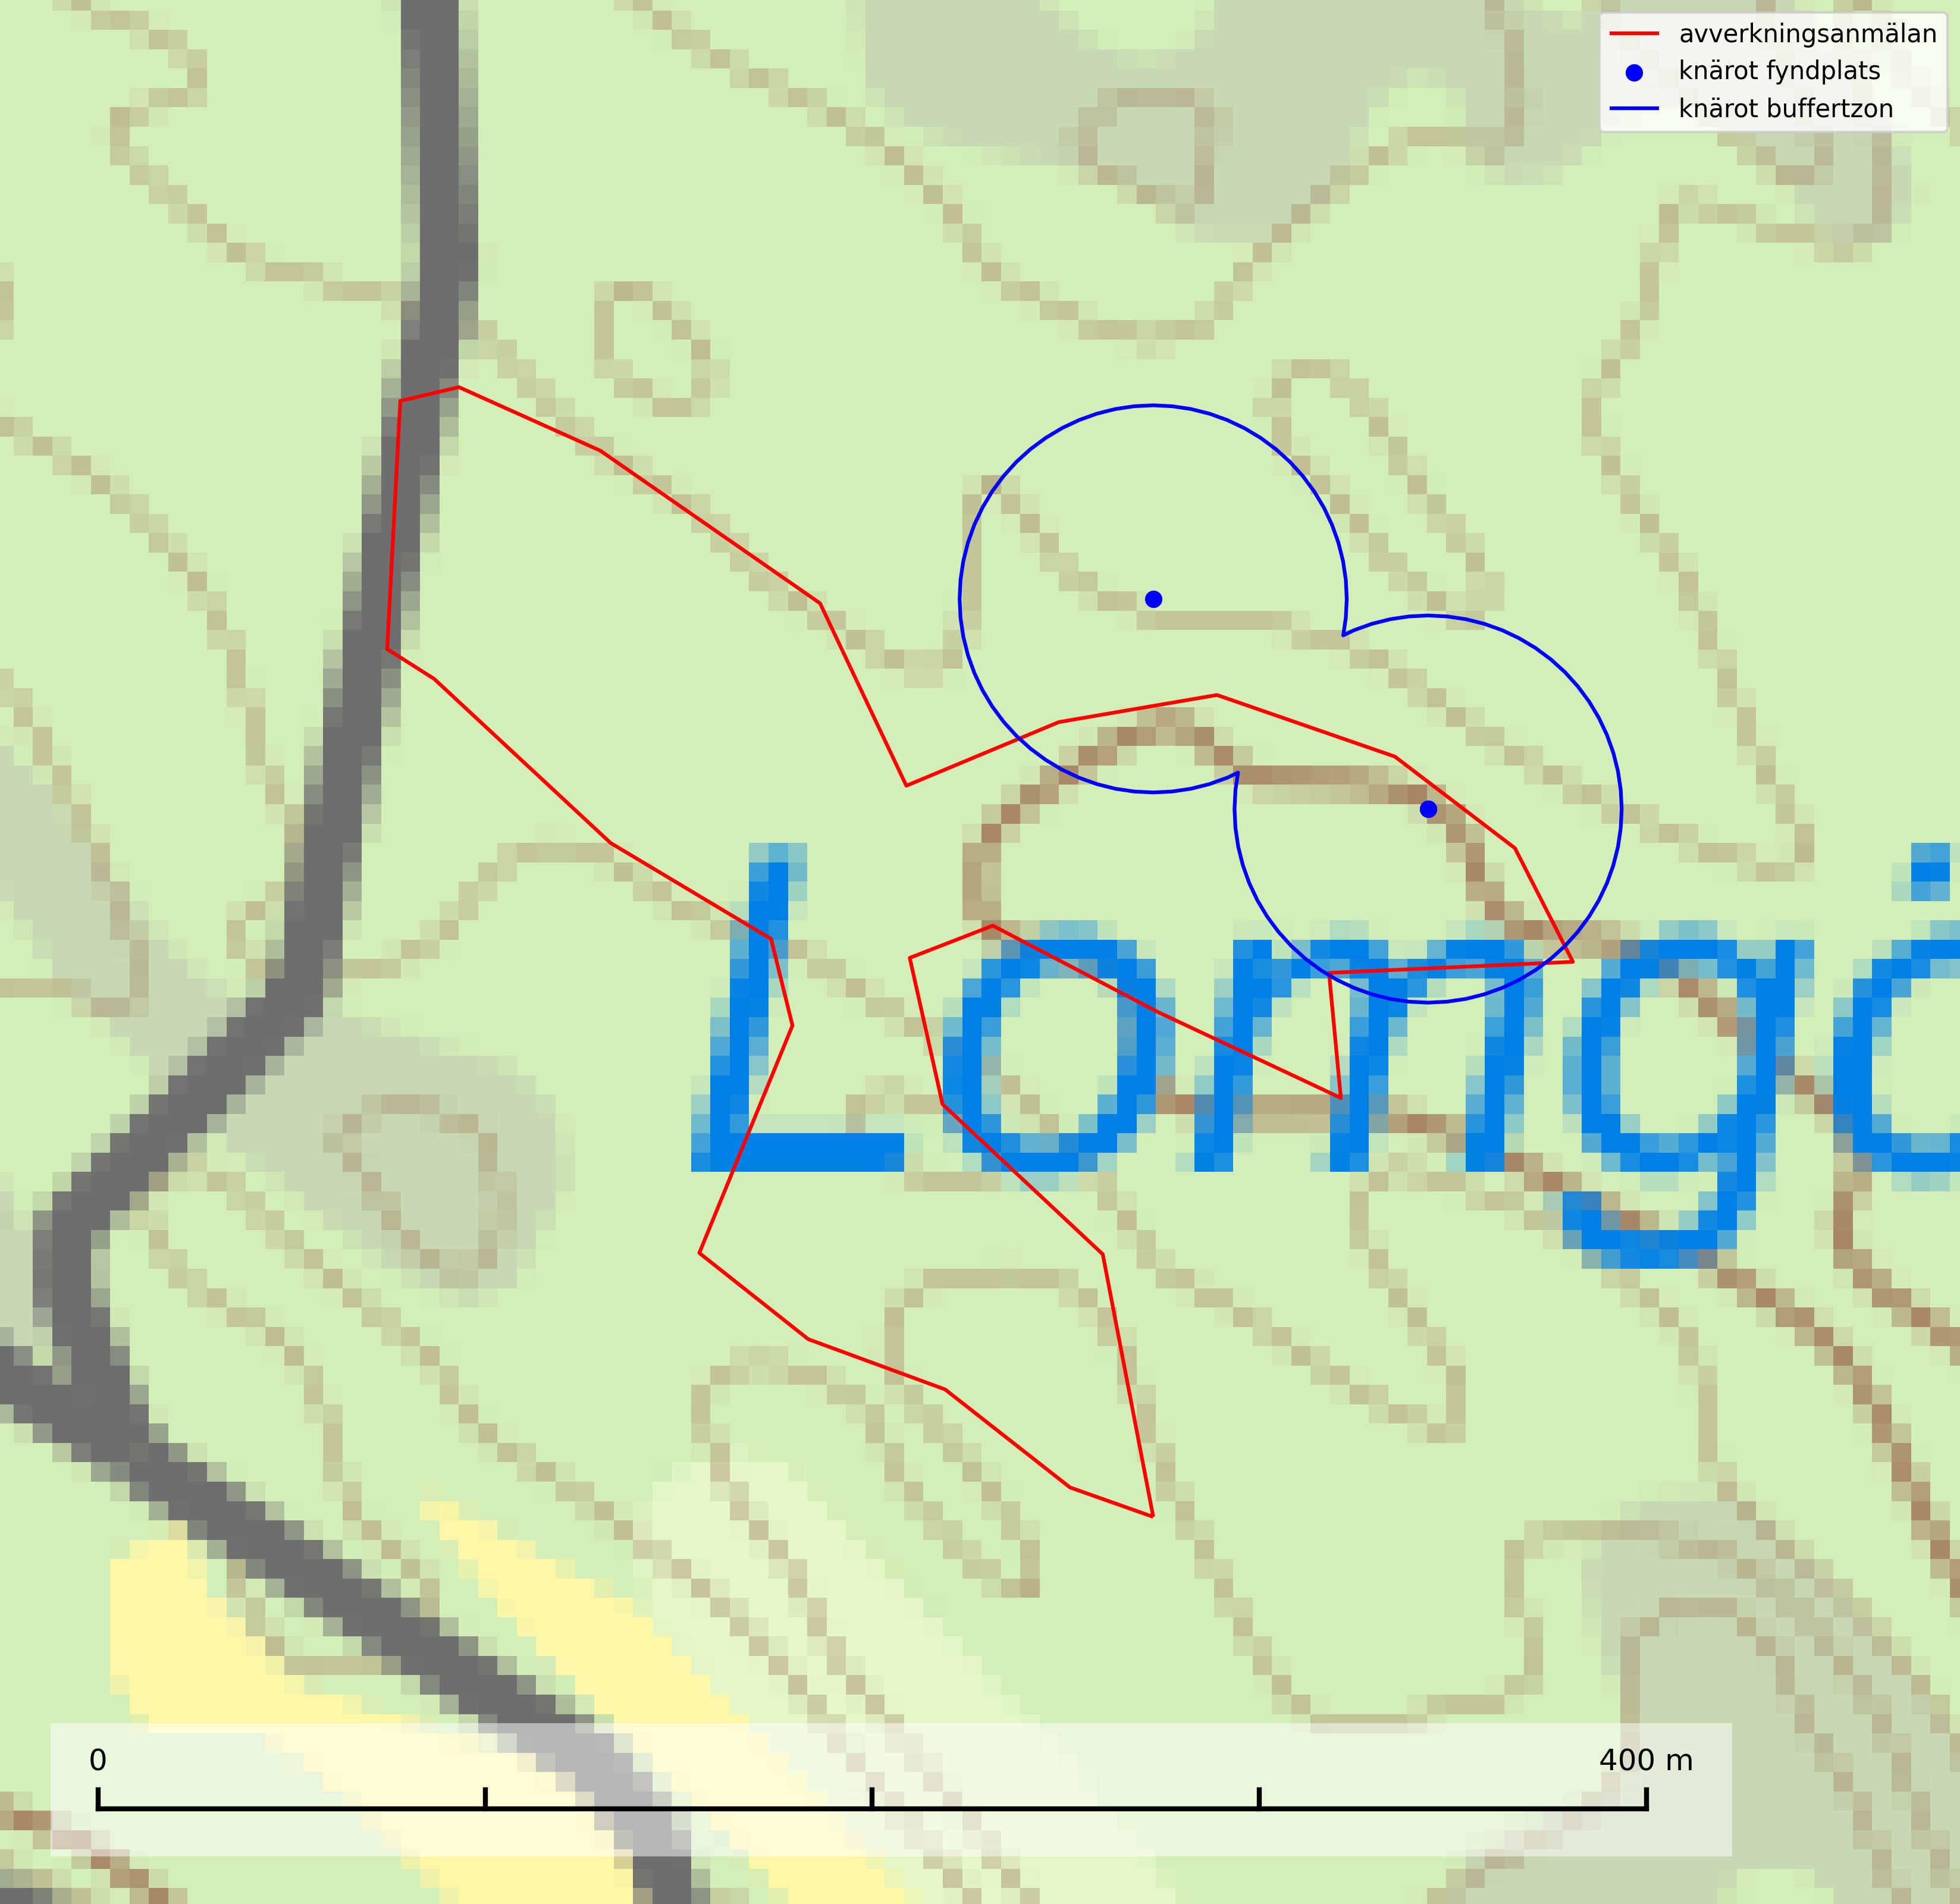 avverkningsanmälan
knärot fyndplats
knärot buffertzon
0 400 m